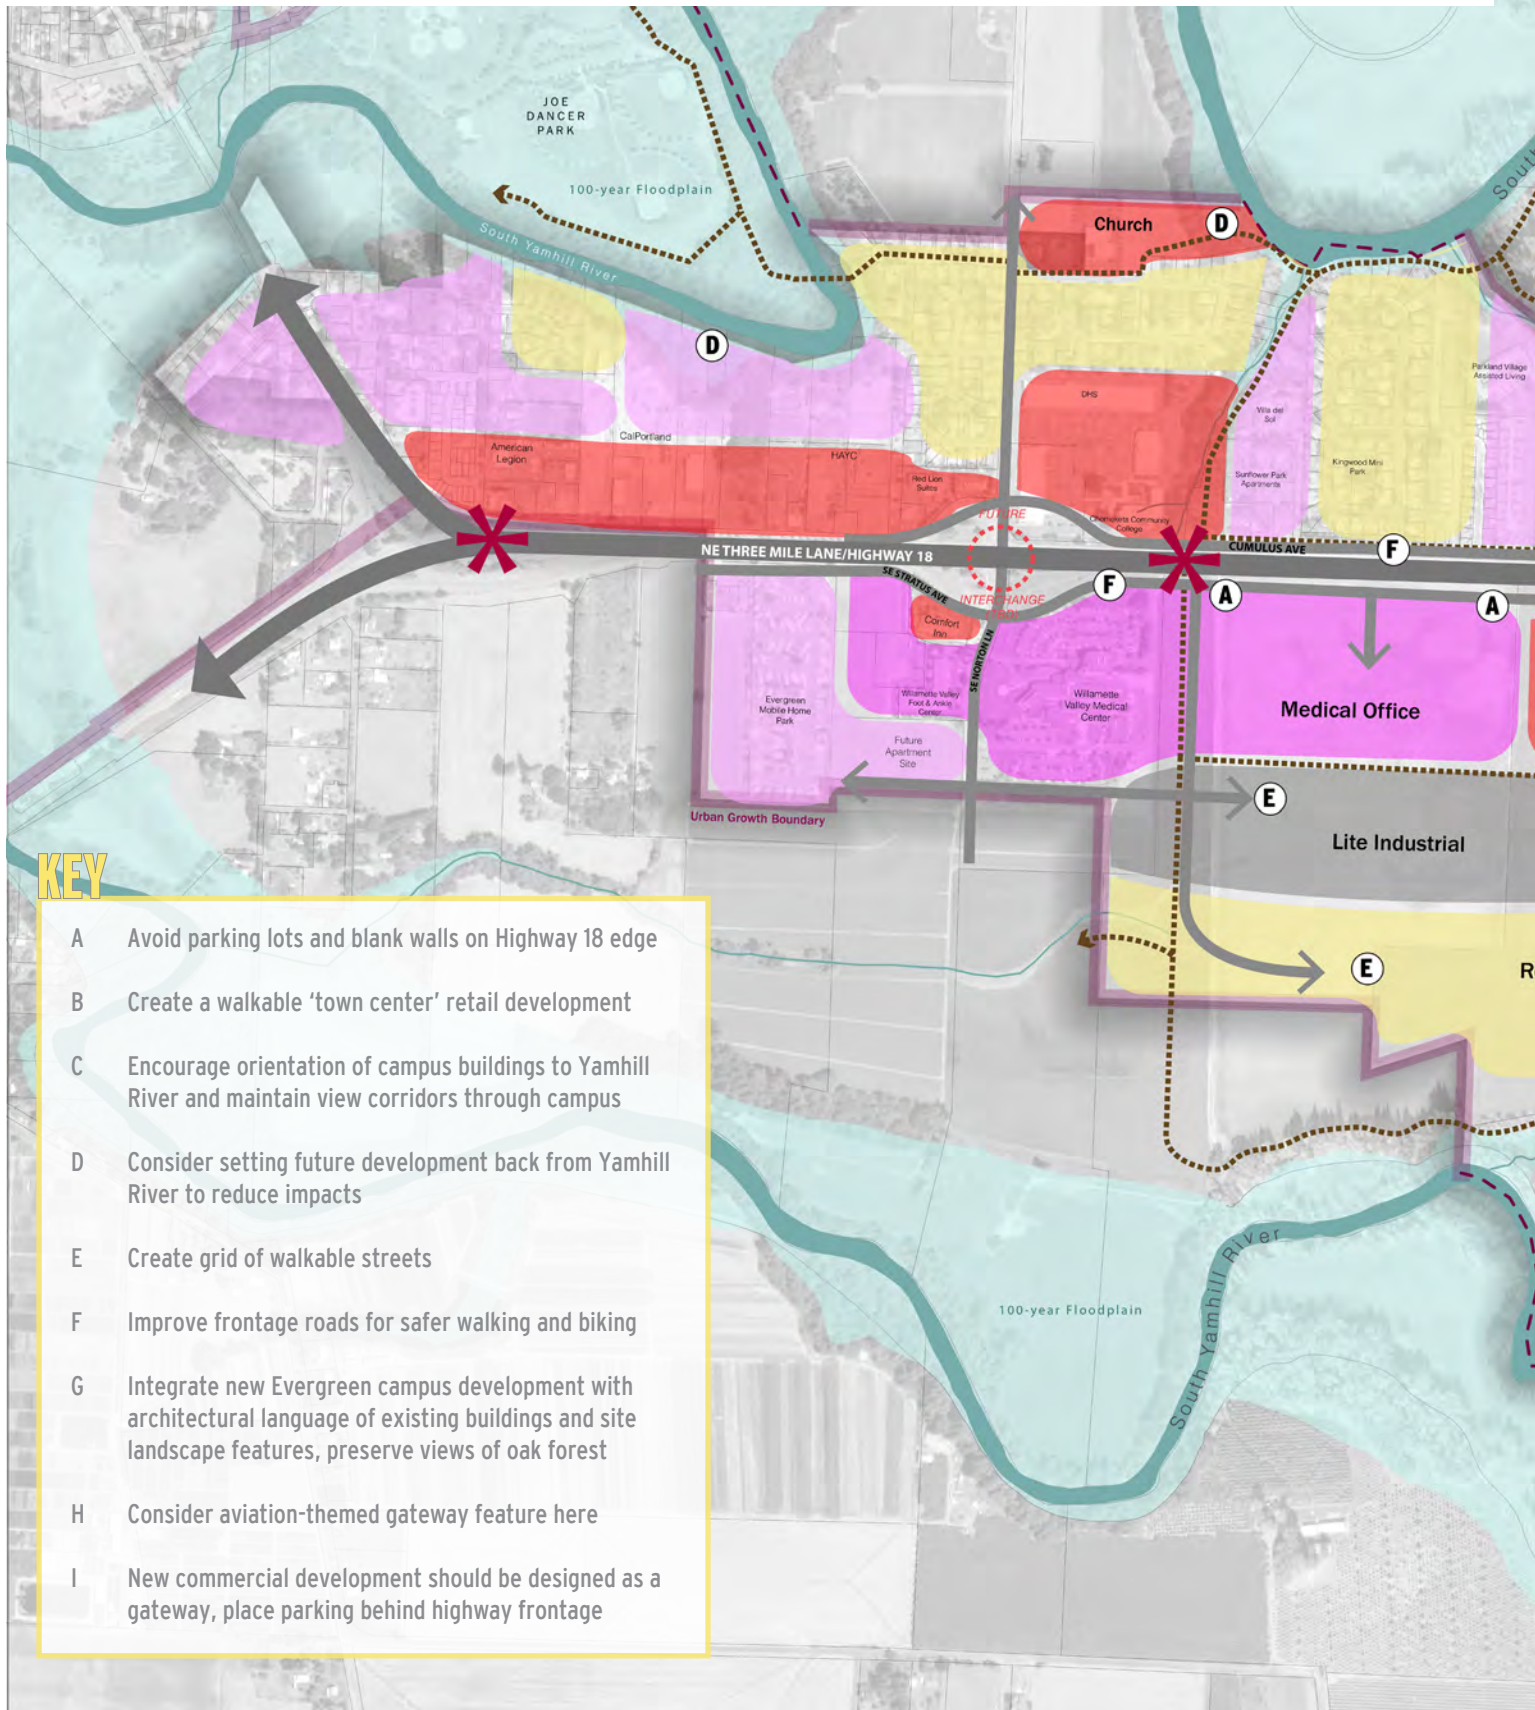 JOE
DANCER
PARK
100-year Floodplain
South Yamhill River
South
Church
D
D
DHS
Parkland Village
Assisted Living
Villa del
Sol
Kingwood Mini
Park
Sunflower Park
Apartments
American
Legion
CalPortland
HAYC
Red Lion
Suites
Chemeketa Community
College
FUTURE
INTERCHANGE
NE THREE MILE LANE/HIGHWAY 18
CUMULUS AVE
F
SE STRATUS AVE
F
A
A
Comfort
Inn
SE NORTON LN
Evergreen
Mobile Home
Park
Willamette Valley
Foot & Ankle
Center
Willamette
Valley Medical
Center
Medical Office
Future
Apartment
Site
E
Urban Growth Boundary
Lite Industrial
E
R
100-year Floodplain
South Yamhill River
KEY
A Avoid parking lots and blank walls on Highway 18 edge
B Create a walkable ‘town center’ retail development
C Encourage orientation of campus buildings to Yamhill
River and maintain view corridors through campus
D Consider setting future development back from Yamhill
River to reduce impacts
E Create grid of walkable streets
F Improve frontage roads for safer walking and biking
G Integrate new Evergreen campus development with
architectural language of existing buildings and site
landscape features, preserve views of oak forest
H Consider aviation-themed gateway feature here
I New commercial development should be designed as a
gateway, place parking behind highway frontage